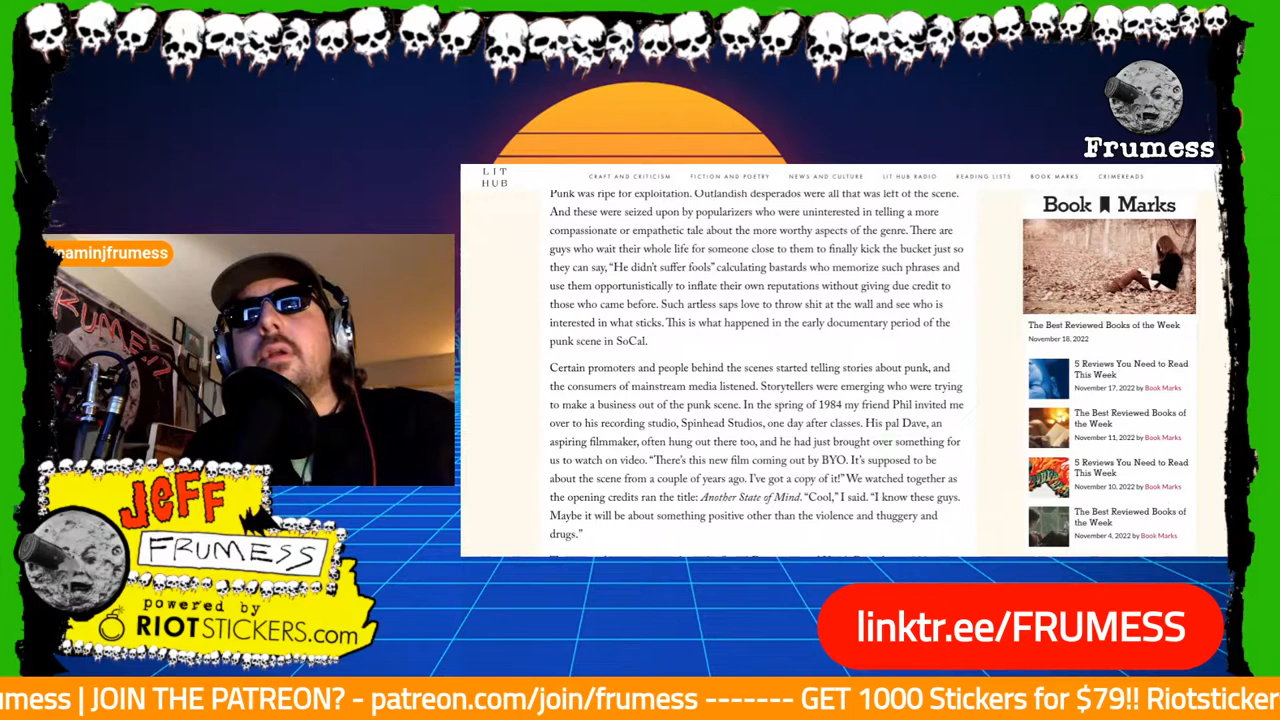 Frumess
LIT
HUB
CRAFT AND CRITICISM
FICTION AND POETRY
NEWS AND CULTURE
LIT HUB RADIO
READING LISTS
BOOK MARKS
CRIMEREADS
Punk was ripe for exploitation. Outlandish desperados were all that was left of the scene.
And these were seized upon by popularizers who were uninterested in telling a more
compassionate or empathetic tale about the more worthy aspects of the genre. There are
guys who wait their whole life for someone close to them to finally kick the bucket just so
they can say, “He didn’t suffer fools” calculating bastards who memorize such phrases and
use them opportunistically to inflate their own reputations without giving due credit to
those who came before. Such artless saps love to throw shit at the wall and see who is
interested in what sticks. This is what happened in the early documentary period of the
punk scene in SoCal.
Certain promoters and people behind the scenes started telling stories about punk, and
the consumers of mainstream media listened. Storytellers were emerging who were trying
to make a business out of the punk scene. In the spring of 1984 my friend Phil invited me
over to his recording studio, Spinhead Studios, one day after classes. His pal Dave, an
aspiring filmmaker, often hung out there too, and he had just brought over something for
us to watch on video. “There’s this new film coming out by BYO. It’s supposed to be
about the scene from a couple of years ago. I’ve got a copy of it!” We watched together as
the opening credits ran the title: Another State of Mind. “Cool,” I said. “I know these guys.
Maybe it will be about something positive other than the violence and thuggery and
drugs.”
Book Marks
The Best Reviewed Books of the Week
November 18, 2022
5 Reviews You Need to Read
This Week
November 17, 2022 by Book Marks
The Best Reviewed Books of
the Week
November 11, 2022 by Book Marks
5 Reviews You Need to Read
This Week
November 10, 2022 by Book Marks
The Best Reviewed Books of
the Week
November 4, 2022 by Book Marks
eaminjfrumess
JEFF
FRUMESS
powered by
RIOTSTICKERS.com
linktr.ee/FRUMESS
umess | JOIN THE PATREON? - patreon.com/join/frumess ------- GET 1000 Stickers for $79!! Riotsticker